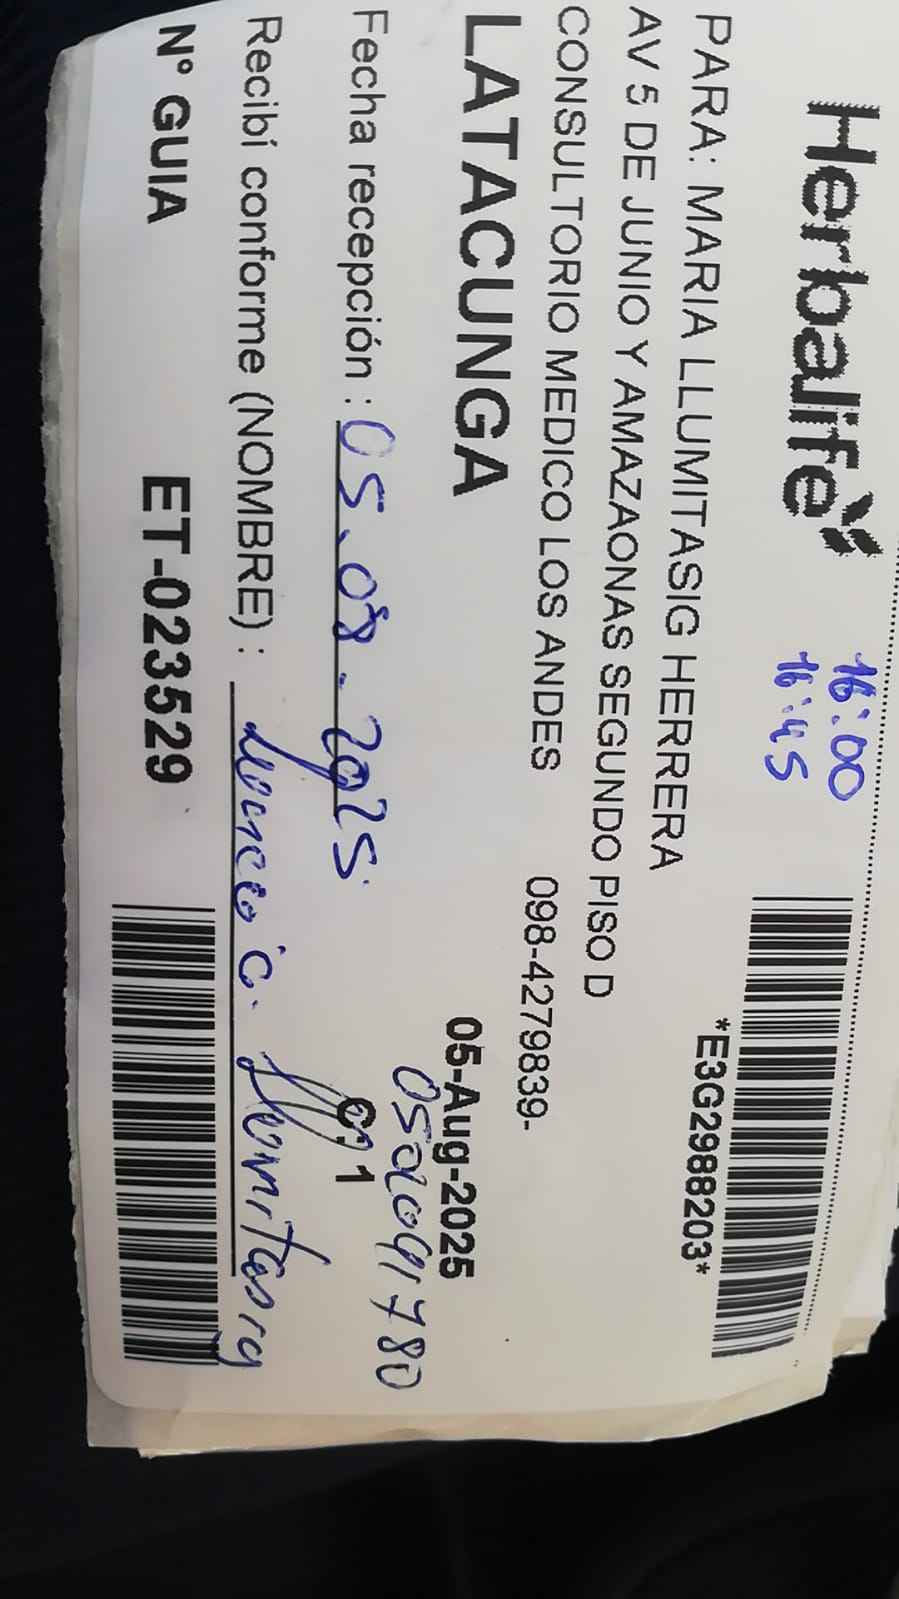 Herbalife
16:00
16:45
*E3G2988203*
PARA: MARIA LLUMITASIG HERRERA
AV 5 DE JUNIO Y AMAZAONAS SEGUNDO PISO D
CONSULTORIO MEDICO LOS ANDES 098-4279839-
LATACUNGA 05-Aug-2025
0502091780
Fecha recepción : 05.08.2025 C/ 1
Recibí conforme (NOMBRE) : Llumitasig
N° GUIA ET-023529